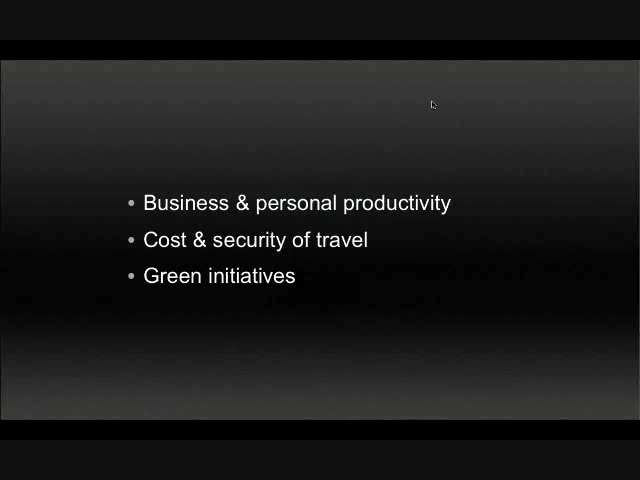 • Business & personal productivity
• Cost & security of travel
• Green initiatives